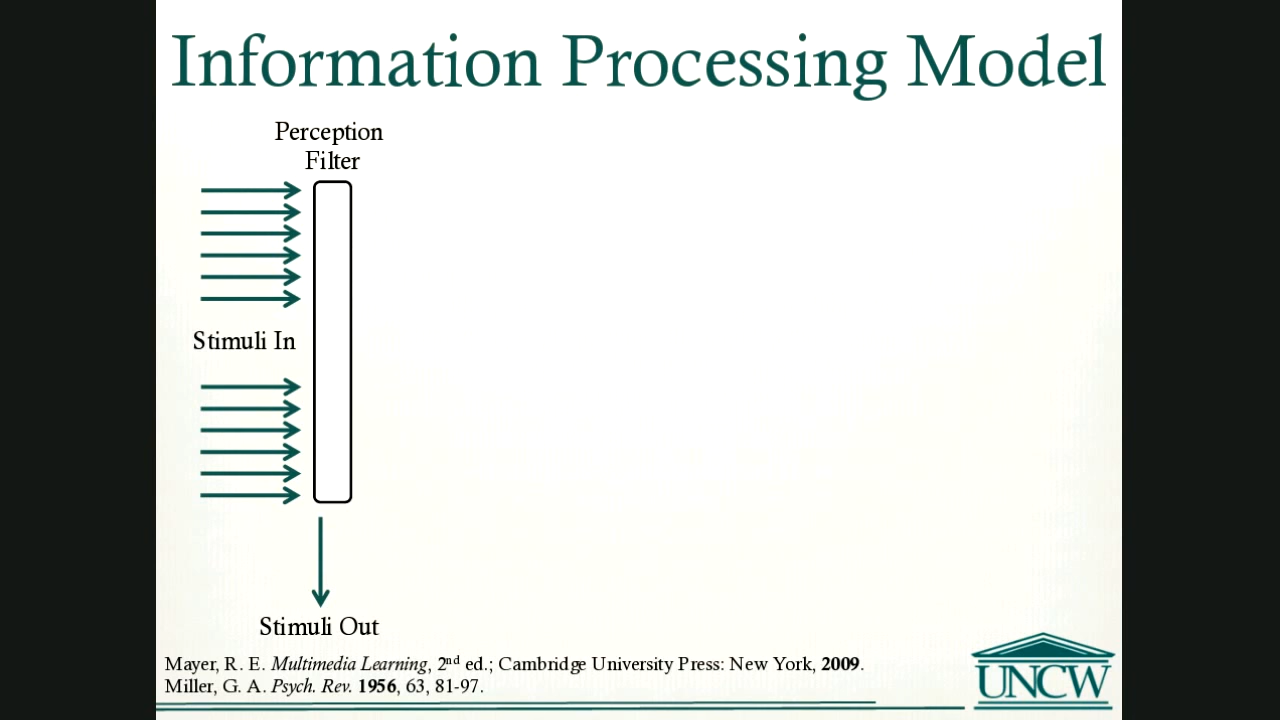 Information Processing Model
Perception
Filter
Stimuli In
Stimuli Out
Mayer, R. E. Multimedia Learning, 2nd ed.; Cambridge University Press: New York, 2009.
Miller, G. A. Psych. Rev. 1956, 63, 81-97.
UNCW